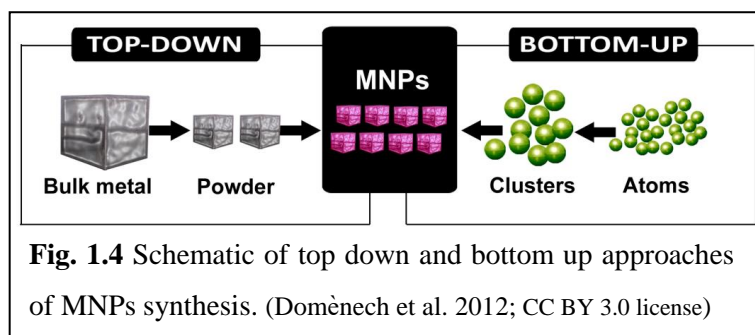 TOP-DOWN
BOTTOM-UP
MNPs
Bulk metal
Powder
Clusters
Atoms
Fig. 1.4 Schematic of top down and bottom up approaches
of MNPs synthesis. (Domènech et al. 2012; CC BY 3.0 license)